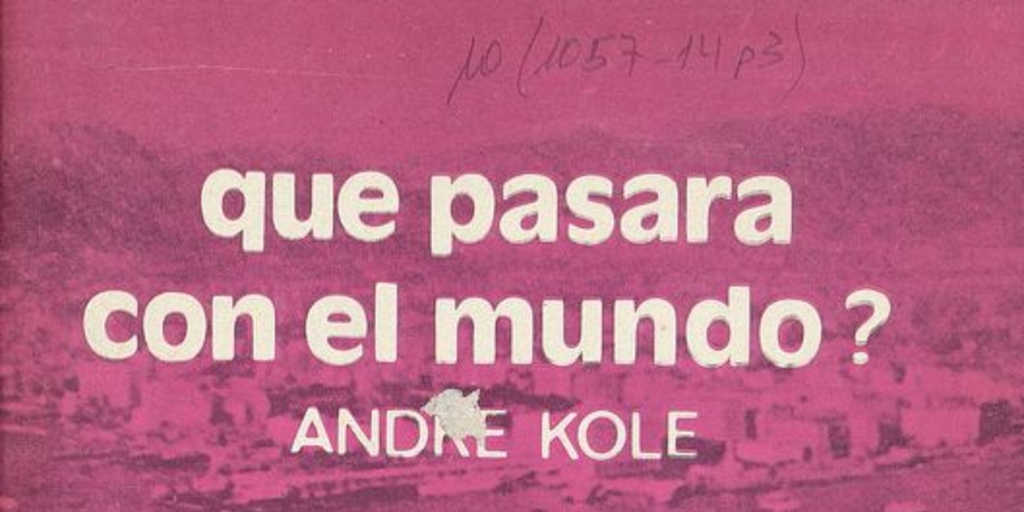 10 (1057-14 p3)
que pasara
con el mundo?
ANDRE KOLE